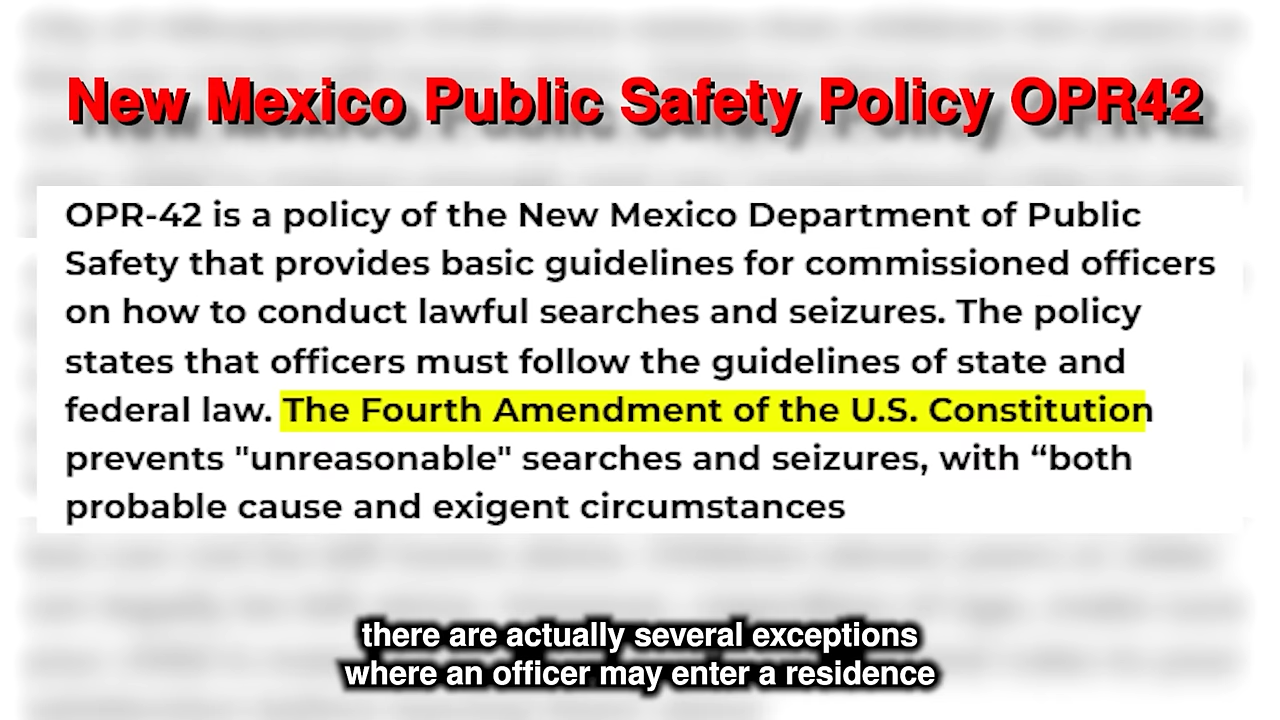 New Mexico Public Safety Policy OPR42
OPR-42 is a policy of the New Mexico Department of Public
Safety that provides basic guidelines for commissioned officers
on how to conduct lawful searches and seizures. The policy
states that officers must follow the guidelines of state and
federal law. The Fourth Amendment of the U.S. Constitution
prevents "unreasonable" searches and seizures, with “both
probable cause and exigent circumstances
there are actually several exceptions
where an officer may enter a residence